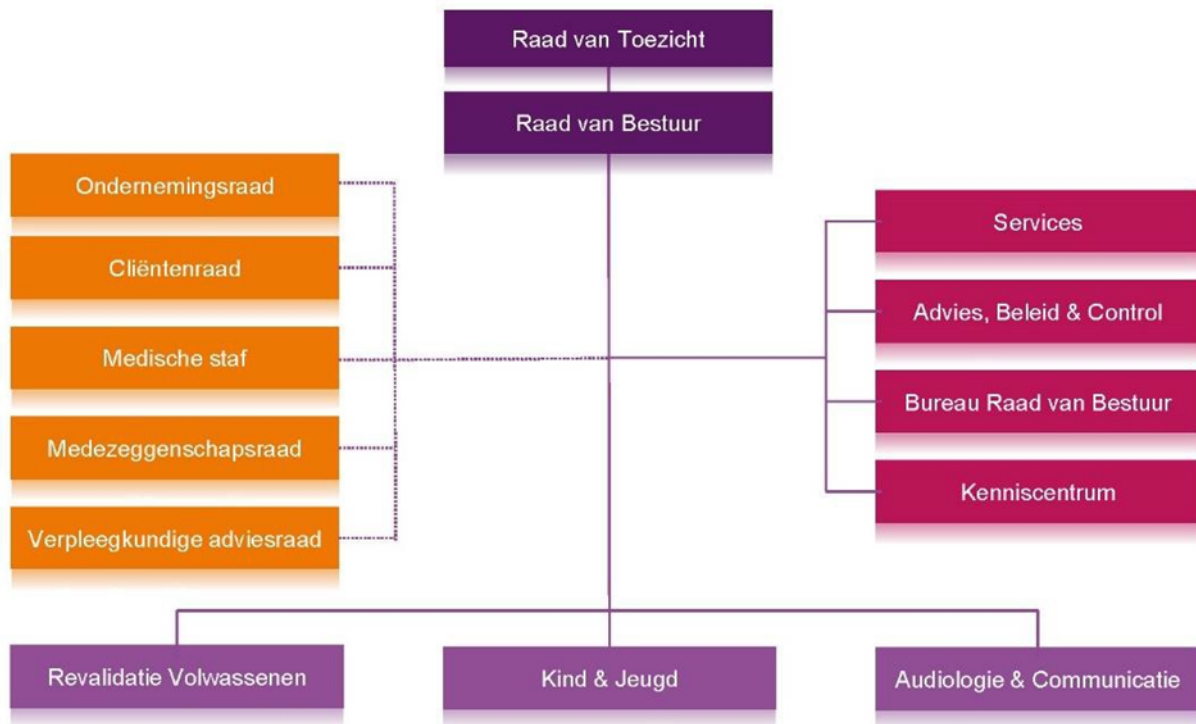 Raad van Toezicht
Raad van Bestuur
Ondernemingsraad
Cliëntenraad
Medische staf
Medezeggenschapsraad
Verpleegkundige adviesraad
Services
Advies, Beleid & Control
Bureau Raad van Bestuur
Kenniscentrum
Revalidatie Volwassenen
Kind & Jeugd
Audiologie & Communicatie